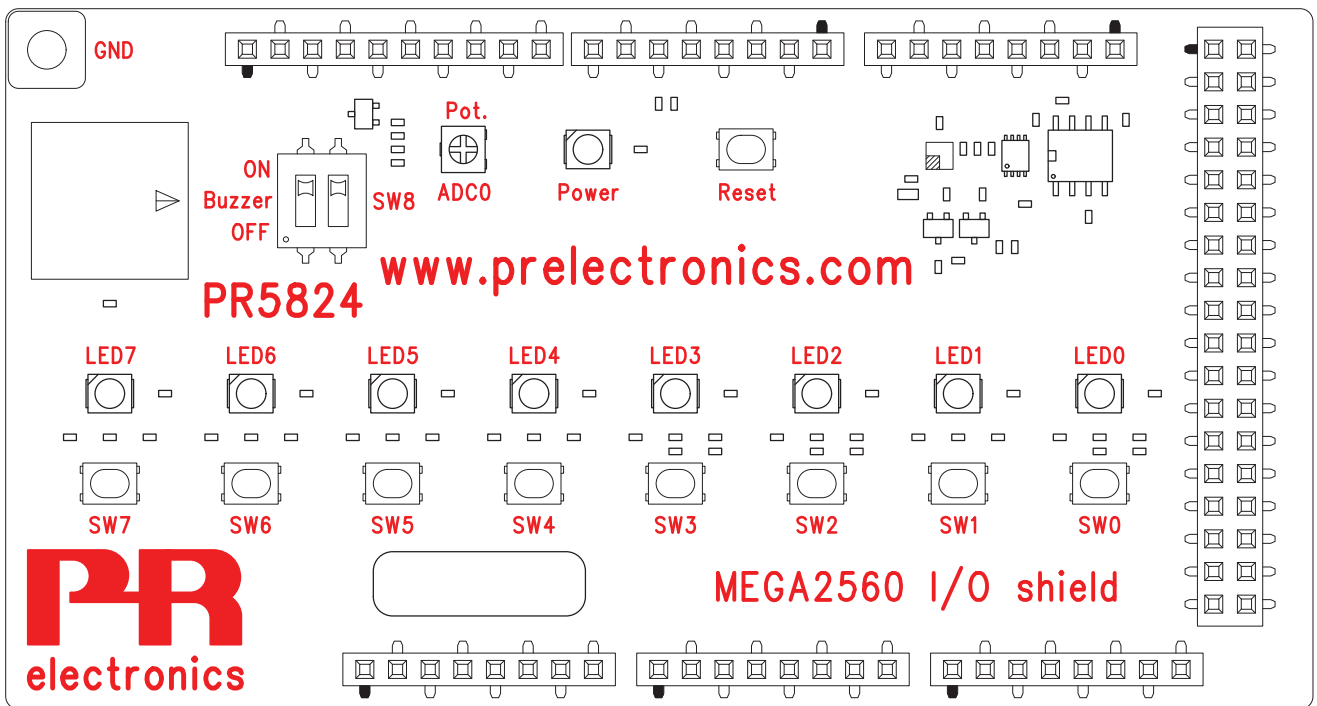 GND
Pot.
ON
Buzzer
OFF
SW8
ADC0
Power
Reset
www.prelectronics.com
PR5824
LED7 LED6 LED5 LED4 LED3 LED2 LED1 LED0
SW7 SW6 SW5 SW4 SW3 SW2 SW1 SW0
PR
electronics
MEGA2560 I/O shield